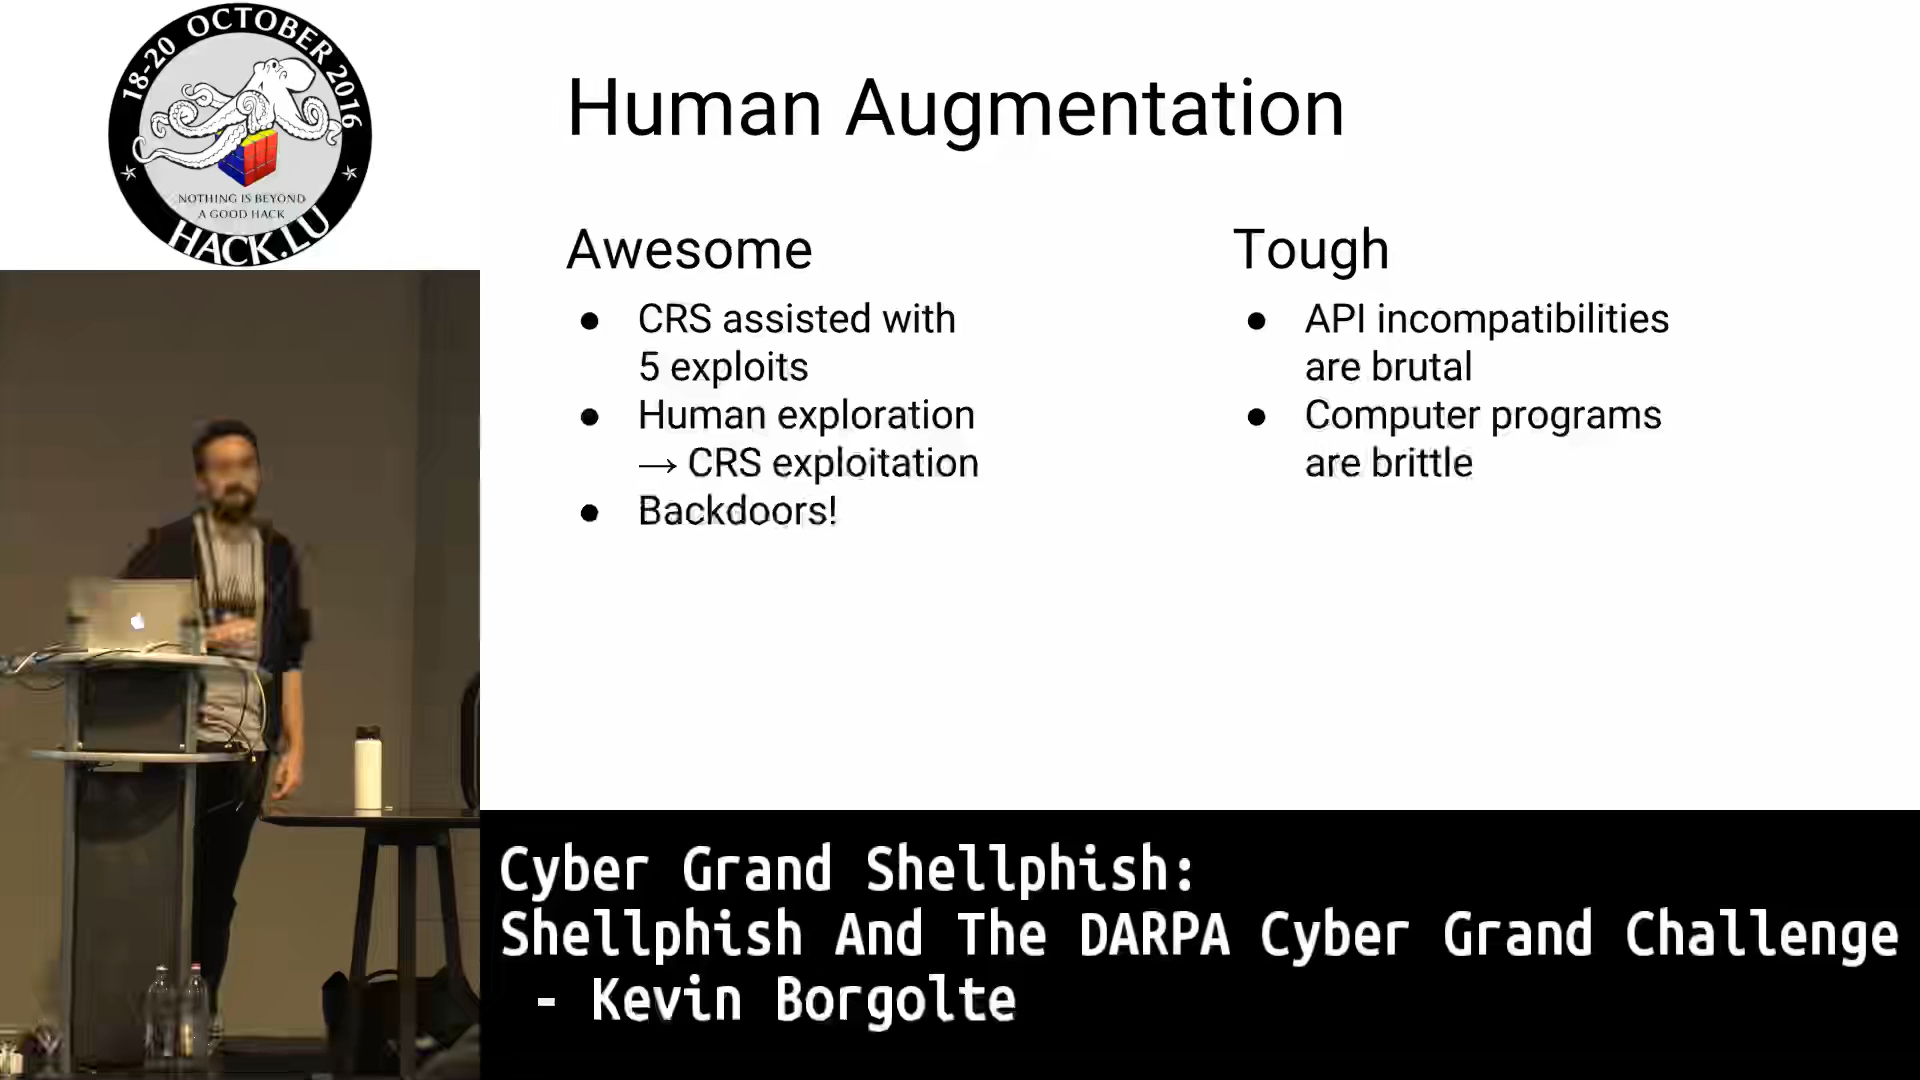 18-20 OCTOBER 2016
NOTHING IS BEYOND
A GOOD HACK
HACK.LU
Human Augmentation
Awesome
● CRS assisted with
5 exploits
● Human exploration
→ CRS exploitation
● Backdoors!
Tough
● API incompatibilities
are brutal
● Computer programs
are brittle
Cyber Grand Shellphish:
Shellphish And The DARPA Cyber Grand Challenge
- Kevin Borgolte